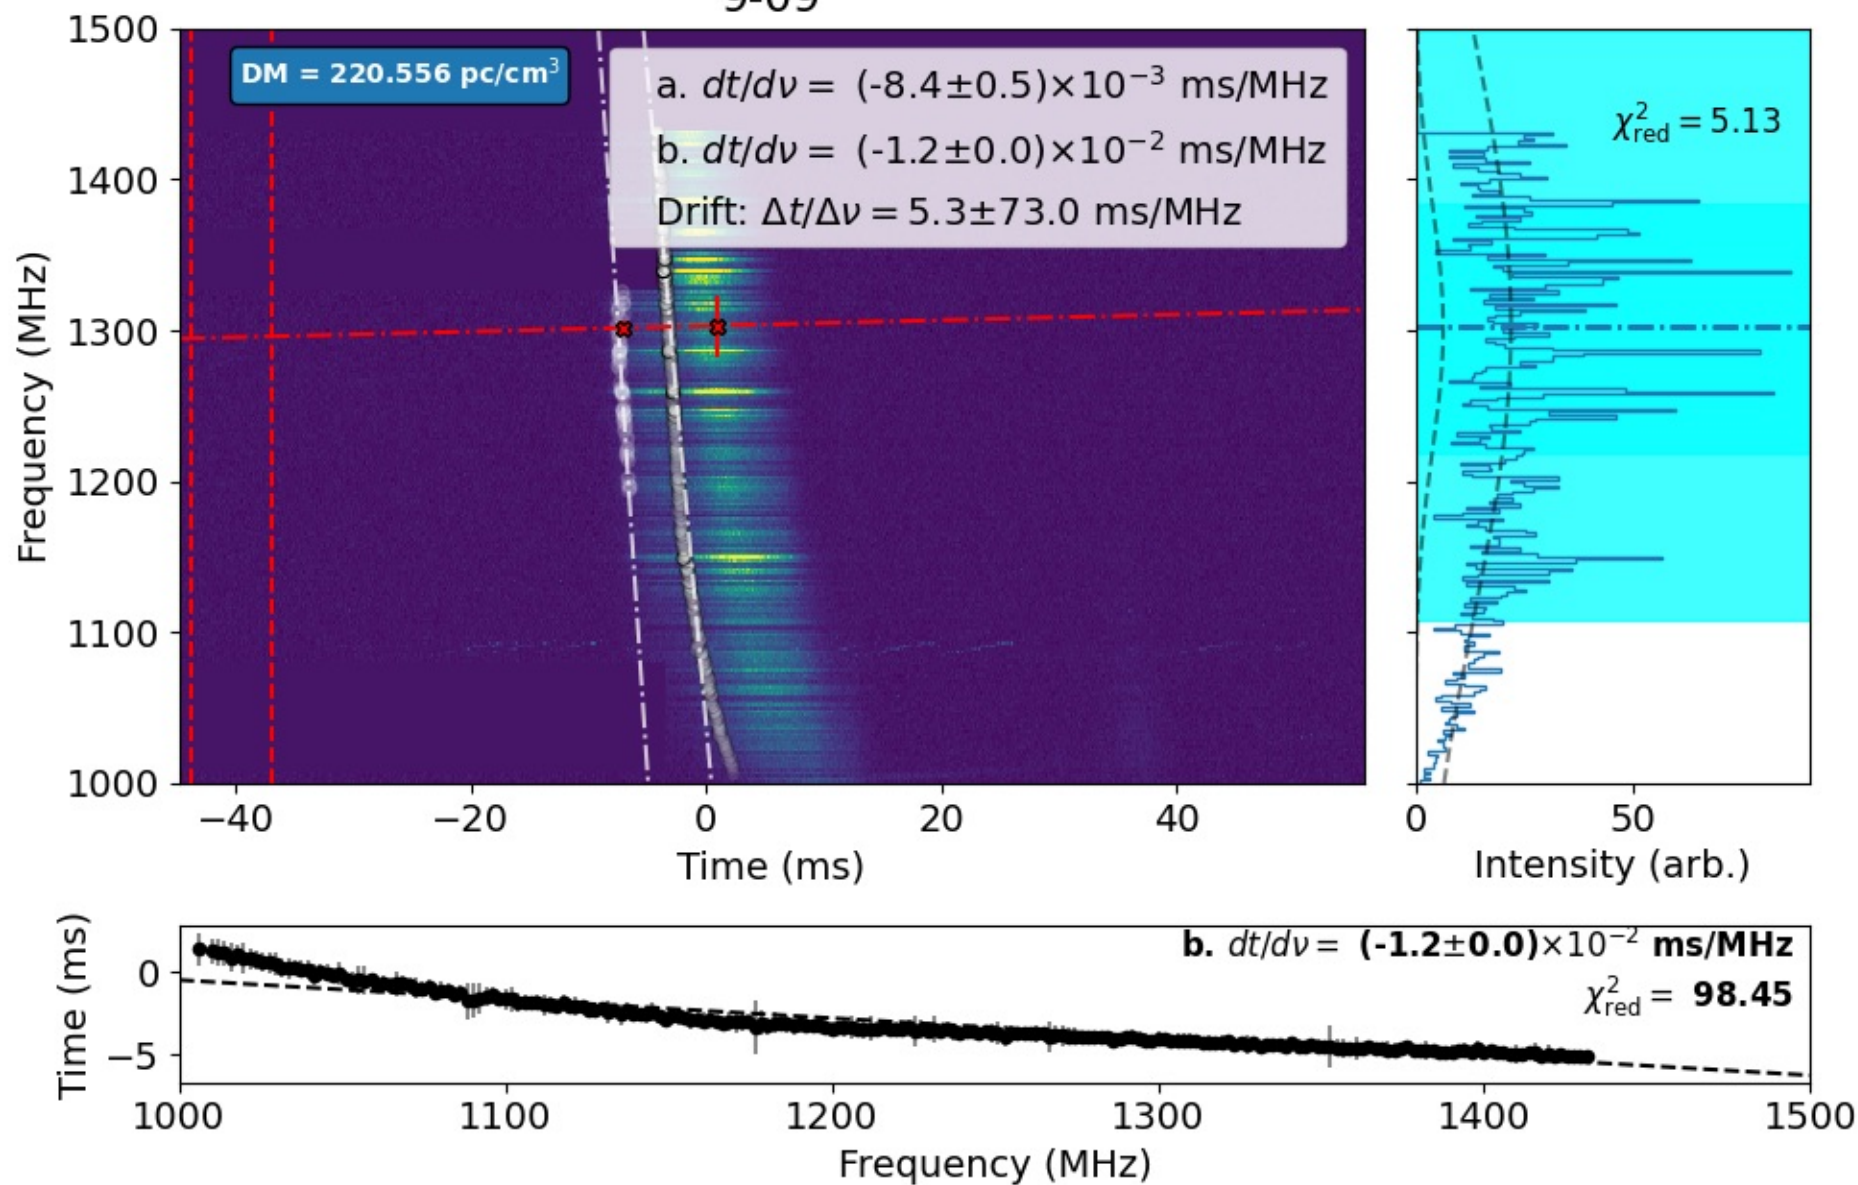 1500
1400
1300
1200
1100
1000
Frequency (MHz)
DM = 220.556 pc/cm³
a. dt/dν = (-8.4±0.5)×10⁻³ ms/MHz
b. dt/dν = (-1.2±0.0)×10⁻² ms/MHz
Drift: Δt/Δν = 5.3±73.0 ms/MHz
−40 −20 0 20 40
Time (ms)
χ²red = 5.13
0 50
Intensity (arb.)
Time (ms)
0
−5
b. dt/dν = (-1.2±0.0)×10⁻² ms/MHz
χ²red = 98.45
1000 1100 1200 1300 1400 1500
Frequency (MHz)